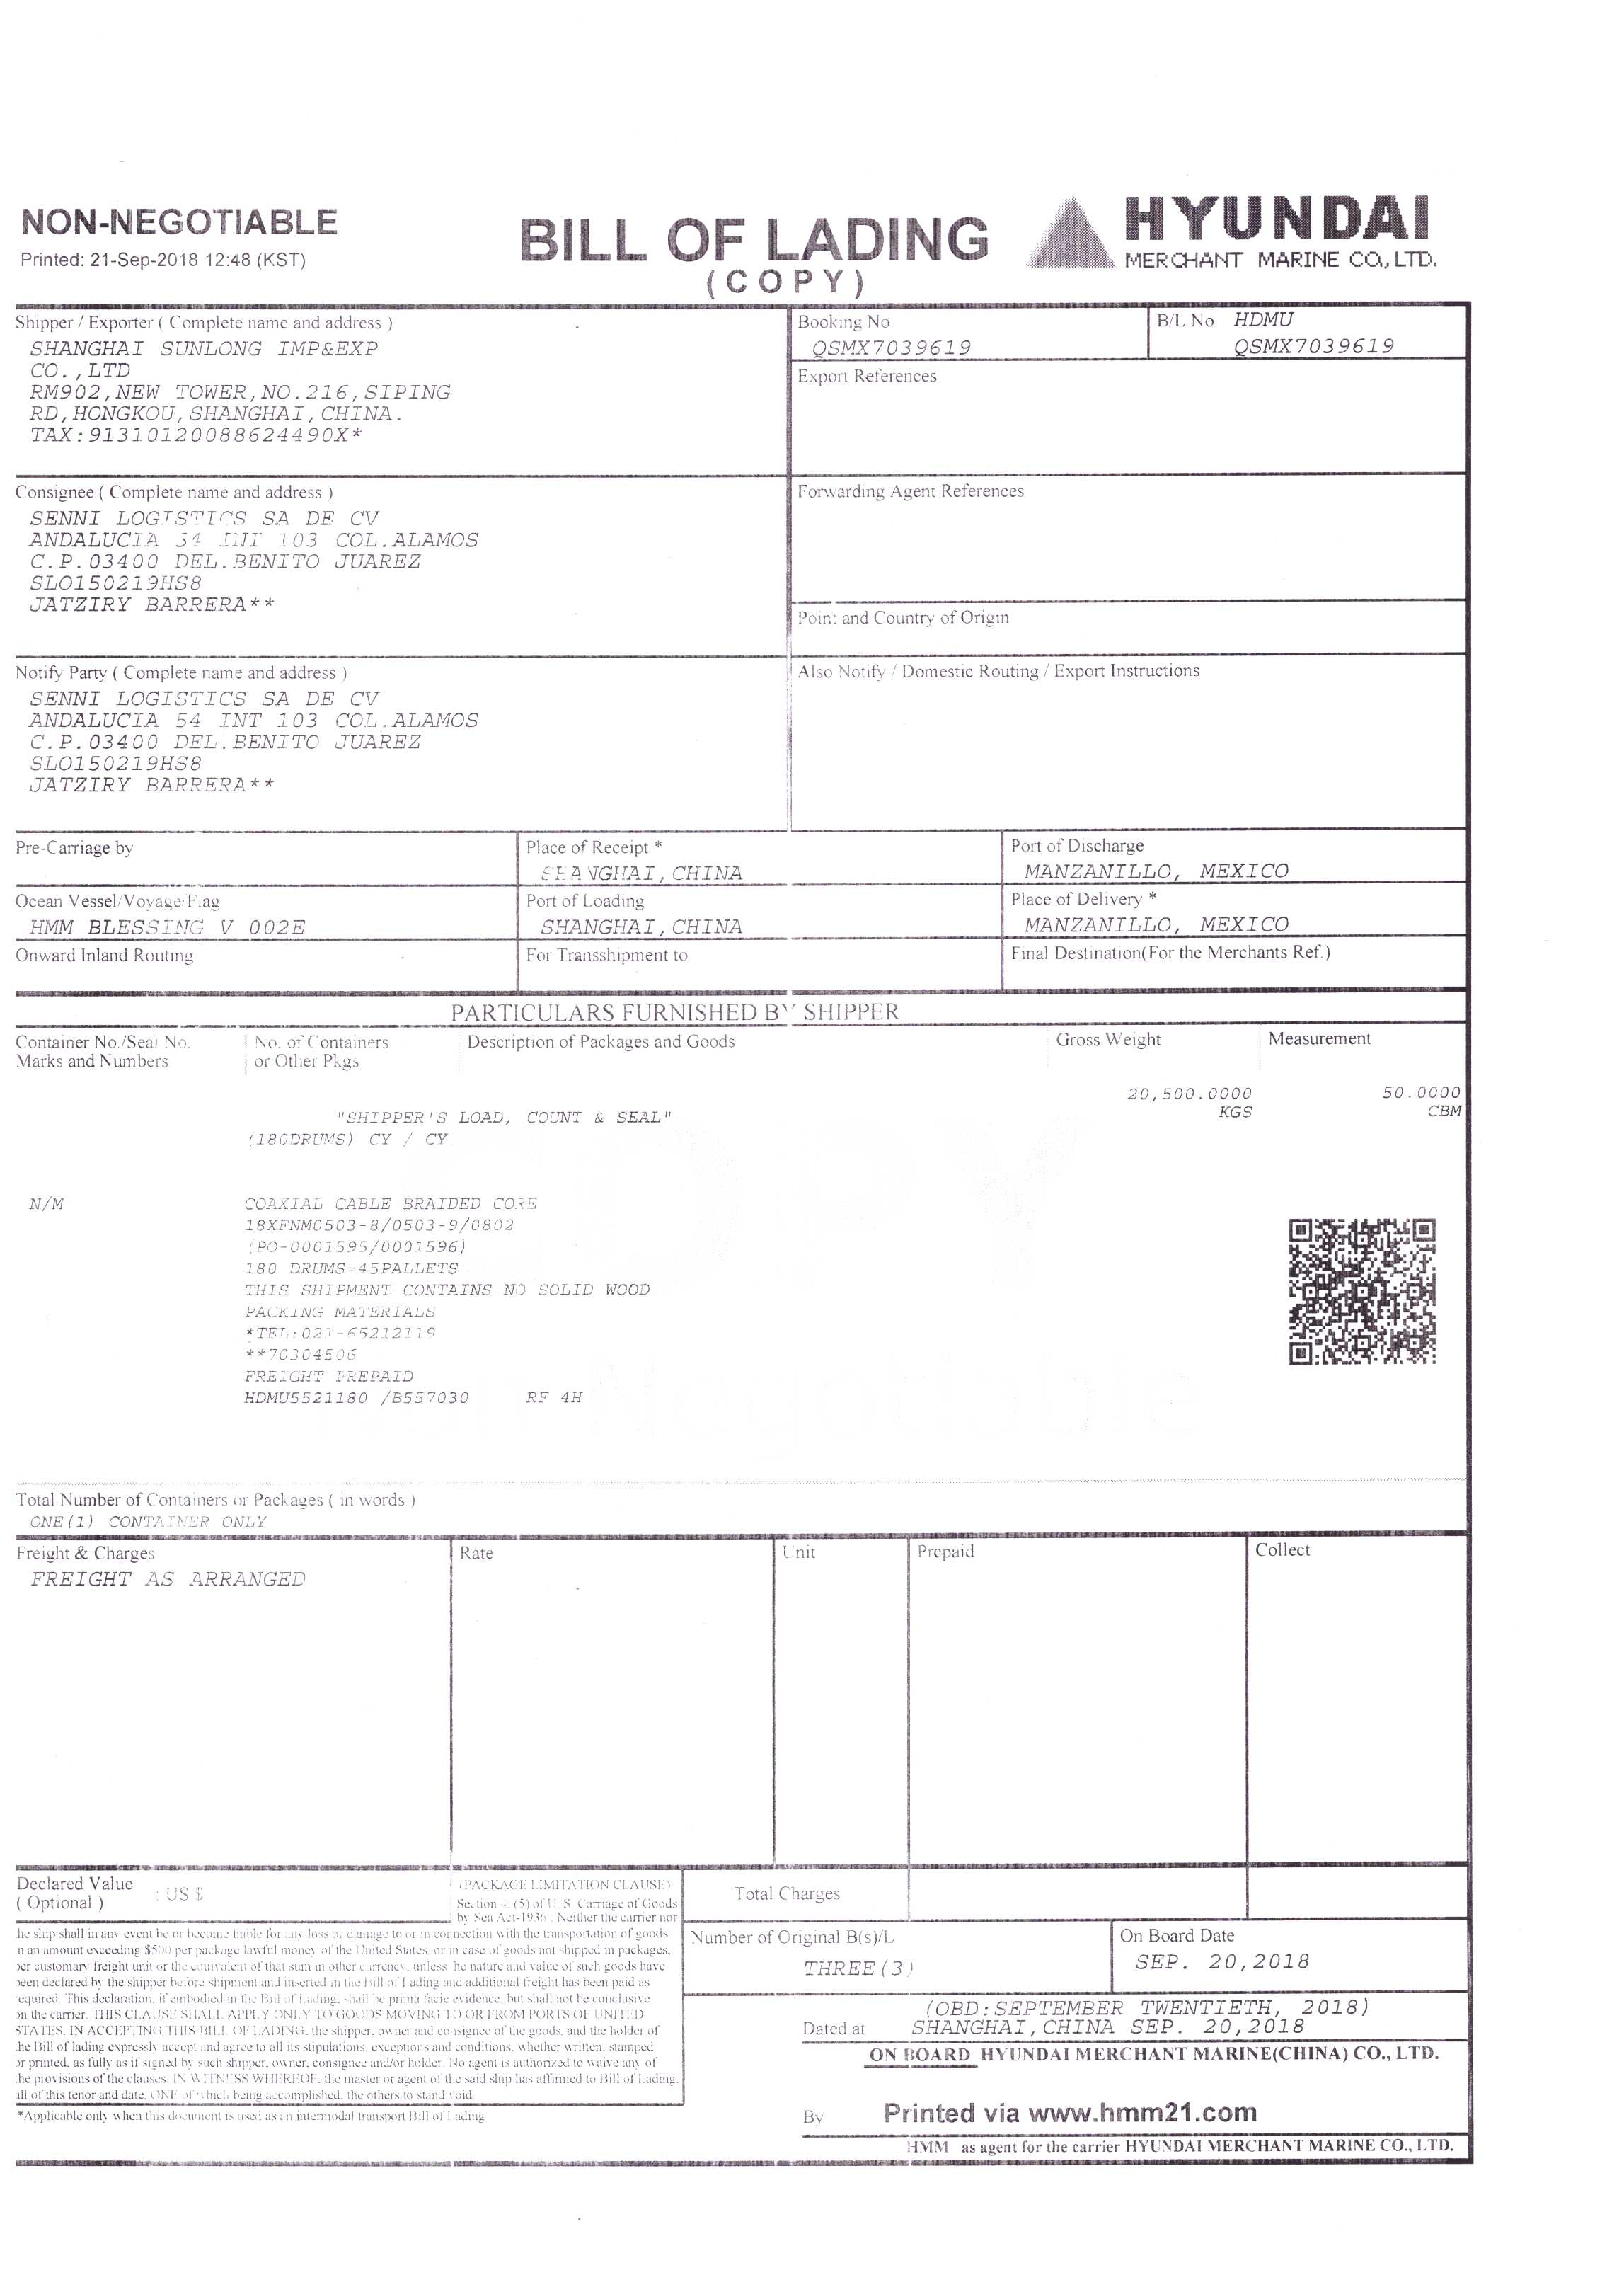 NON-NEGOTIABLE
Printed: 21-Sep-2018 12:48 (KST)
BILL OF LADING
(COPY)
HYUNDAI
MERCHANT MARINE CO., LTD.
Shipper / Exporter ( Complete name and address )
SHANGHAI SUNLONG IMP&EXP
CO.,LTD
RM902,NEW TOWER,NO.216,SIPING
RD,HONGKOU,SHANGHAI,CHINA.
TAX:91310120088624490X*
Booking No.
QSMX7039619
B/L No. HDMU
QSMX7039619
Export References
Consignee ( Complete name and address )
SENNI LOGISTICS SA DE CV
ANDALUCIA 54 INT 103 COL.ALAMOS
C.P.03400 DEL.BENITO JUAREZ
SLO150219HS8
JATZIRY BARRERA**
Forwarding Agent References
Point and Country of Origin
Notify Party ( Complete name and address )
SENNI LOGISTICS SA DE CV
ANDALUCIA 54 INT 103 COL.ALAMOS
C.P.03400 DEL.BENITO JUAREZ
SLO150219HS8
JATZIRY BARRERA**
Also Notify / Domestic Routing / Export Instructions
Pre-Carriage by
Place of Receipt *
SHANGHAI,CHINA
Port of Discharge
MANZANILLO, MEXICO
Ocean Vessel/Voyage/Flag
HMM BLESSING V 002E
Port of Loading
SHANGHAI,CHINA
Place of Delivery *
MANZANILLO, MEXICO
Onward Inland Routing
For Transshipment to
Final Destination(For the Merchants Ref.)
PARTICULARS FURNISHED BY SHIPPER
Container No./Seal No.
Marks and Numbers
No. of Containers
or Other Pkgs
Description of Packages and Goods
Gross Weight
Measurement
20,500.0000
KGS
50.0000
CBM
"SHIPPER'S LOAD, COUNT & SEAL"
(180DRUMS) CY / CY
N/M
COAXIAL CABLE BRAIDED CORE
18XFNM0503-8/0503-9/0802
(PO-0001595/0001596)
180 DRUMS=45PALLETS
THIS SHIPMENT CONTAINS NO SOLID WOOD
PACKING MATERIALS
*TEL:021-65212119
**70304506
FREIGHT PREPAID
HDMU5521180 /B557030 RF 4H
Total Number of Containers or Packages ( in words )
ONE(1) CONTAINER ONLY
Freight & Charges
FREIGHT AS ARRANGED
Rate
Unit
Prepaid
Collect
Declared Value
( Optional )
: US $
(PACKAGE LIMITATION CLAUSE)
Section 4. (5) of U. S. Carriage of Goods
by Sea Act-1936 . Neither the carrier nor
he ship shall in any event be or become liable for any loss or damage to or in connection with the transportation of goods
n an amount exceeding $500 per package lawful money of the United States, or in case of goods not shipped in packages,
per customary freight unit or the equivalent of that sum in other currency, unless he nature and value of such goods have
been declared by the shipper before shipment and inserted in the Bill of Lading and additional freight has been paid as
equired. This declaration, if embodied in the Bill of Lading, shall be prima facie evidence, but shall not be conclusive
on the carrier. THIS CLAUSE SHALL APPLY ONLY TO GOODS MOVING TO OR FROM PORTS OF UNITED
STATES. IN ACCEPTING THIS BILL OF LADING, the shipper, owner and consignee of the goods, and the holder of
he Bill of lading expressly accept and agree to all its stipulations, exceptions and conditions, whether written, stamped
or printed, as fully as if signed by such shipper, owner, consignee and/or holder. No agent is authorized to waive any of
he provisions of the clauses. IN WITNESS WHEREOF, the master or agent of the said ship has affirmed to Bill of Lading,
ill of this tenor and date, ONE of which being accomplished, the others to stand void.
*Applicable only when this document is used as an intermodal transport Bill of Lading
Total Charges
Number of Original B(s)/L
THREE(3)
On Board Date
SEP. 20,2018
(OBD:SEPTEMBER TWENTIETH, 2018)
Dated at SHANGHAI,CHINA SEP. 20,2018
ON BOARD HYUNDAI MERCHANT MARINE(CHINA) CO., LTD.
By Printed via www.hmm21.com
HMM as agent for the carrier HYUNDAI MERCHANT MARINE CO., LTD.